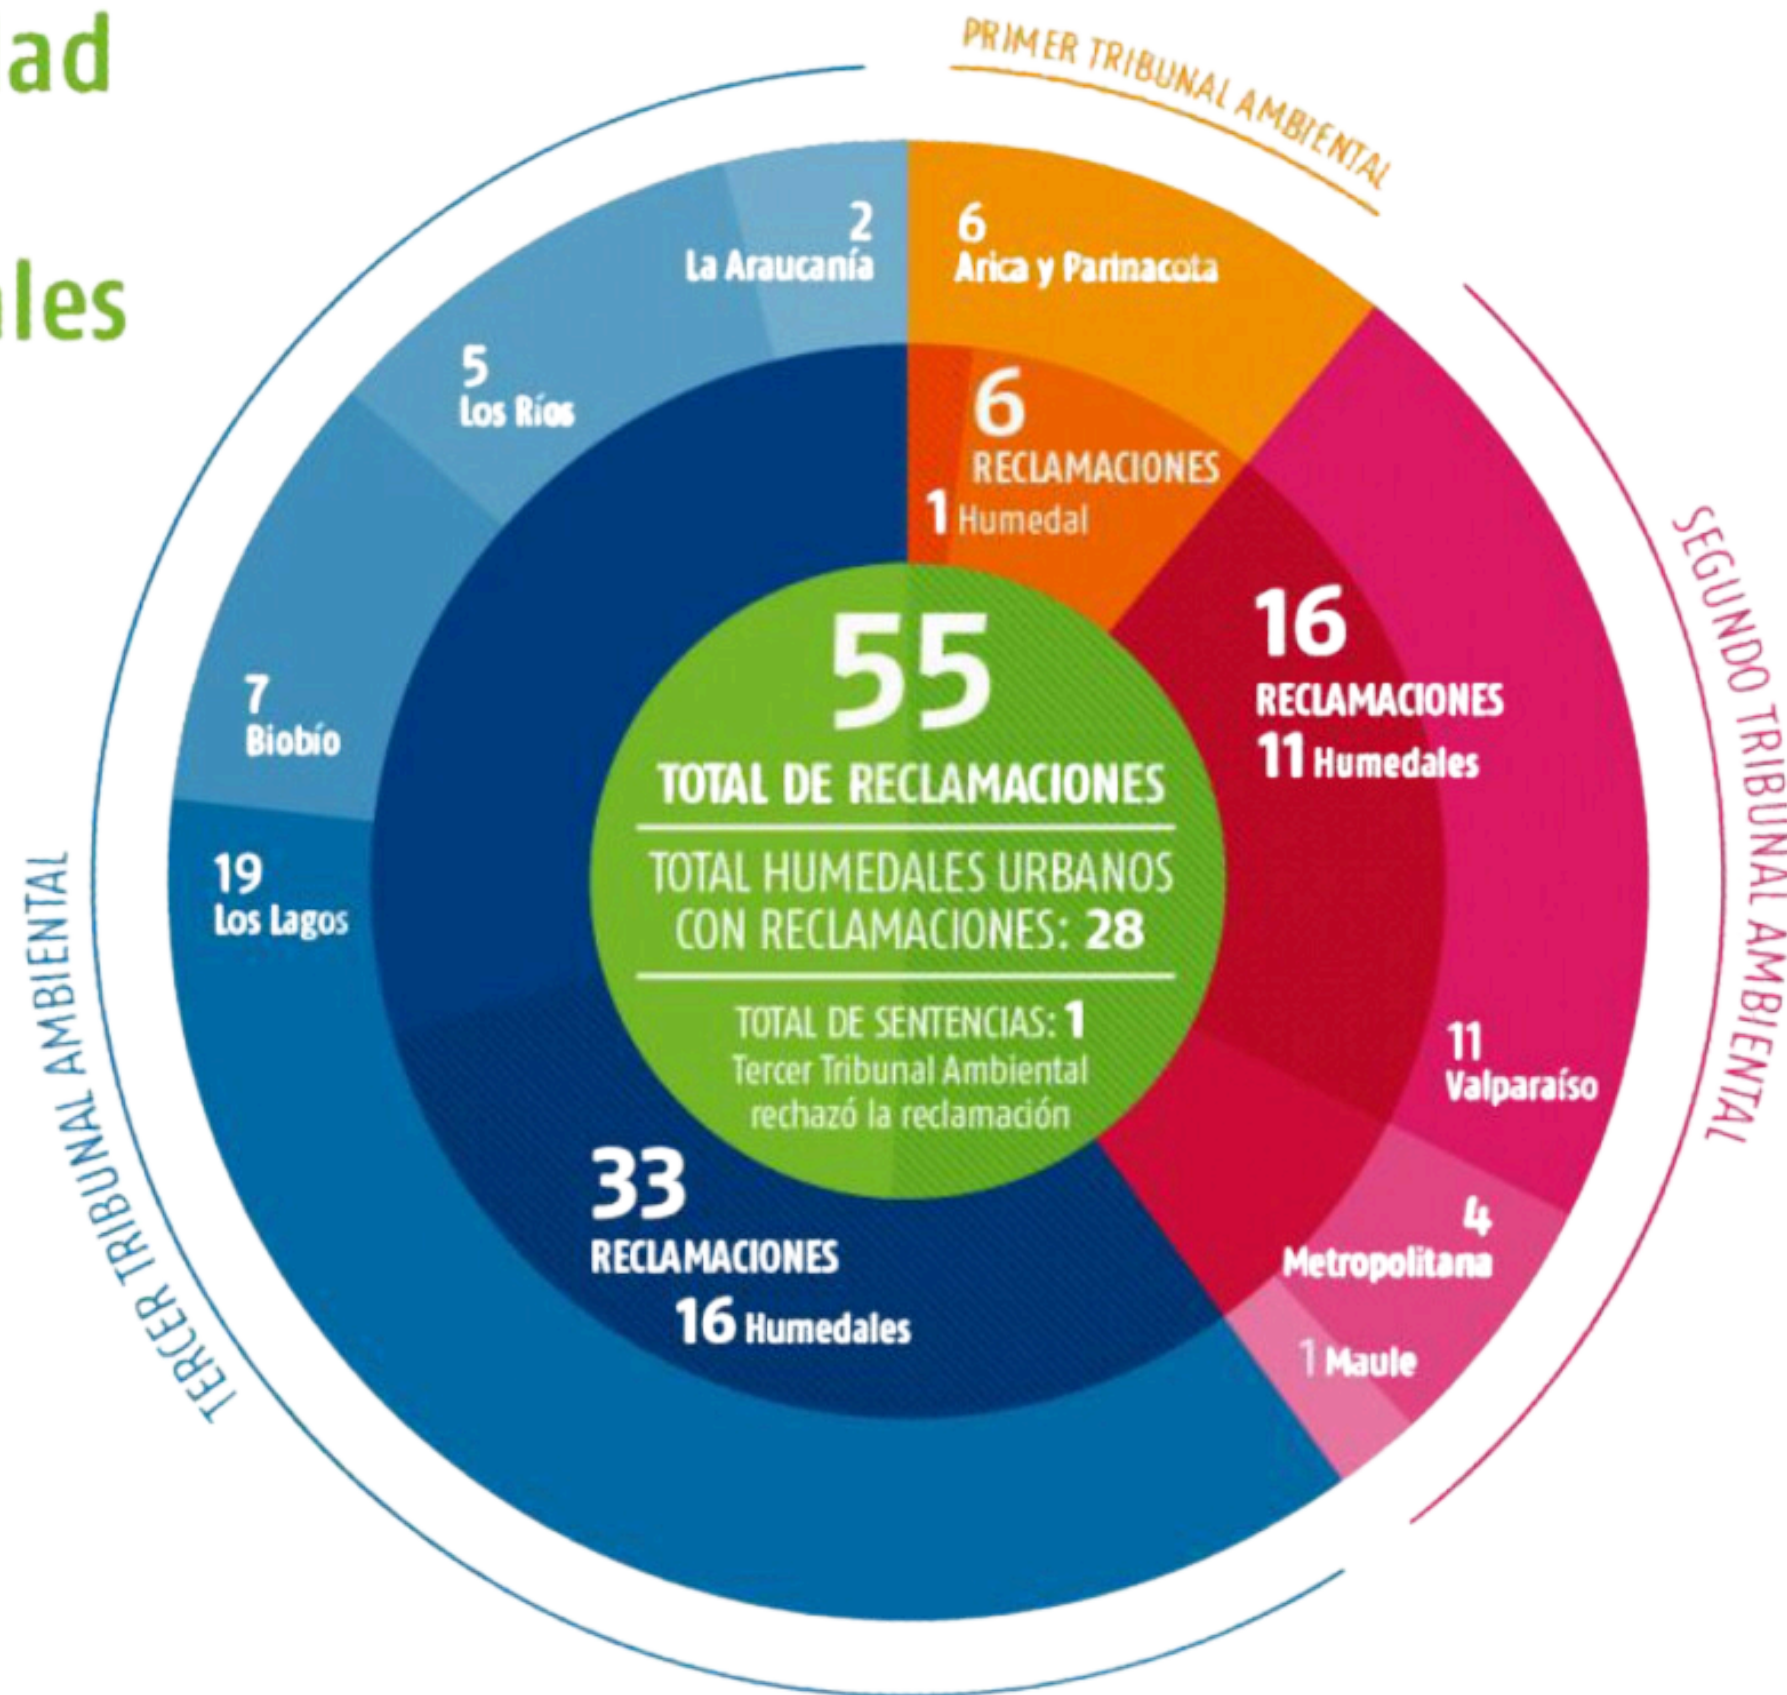 ad
ales
PRIMER TRIBUNAL AMBIENTAL
6
Arica y Parinacota
6
RECLAMACIONES
1 Humedal
SEGUNDO TRIBUNAL AMBIENTAL
16
RECLAMACIONES
11 Humedales
11
Valparaíso
4
Metropolitana
1 Maule
TERCER TRIBUNAL AMBIENTAL
2
La Araucanía
5
Los Ríos
7
Biobío
19
Los Lagos
33
RECLAMACIONES
16 Humedales
55
TOTAL DE RECLAMACIONES
TOTAL HUMEDALES URBANOS
CON RECLAMACIONES: 28
TOTAL DE SENTENCIAS: 1
Tercer Tribunal Ambiental
rechazó la reclamación